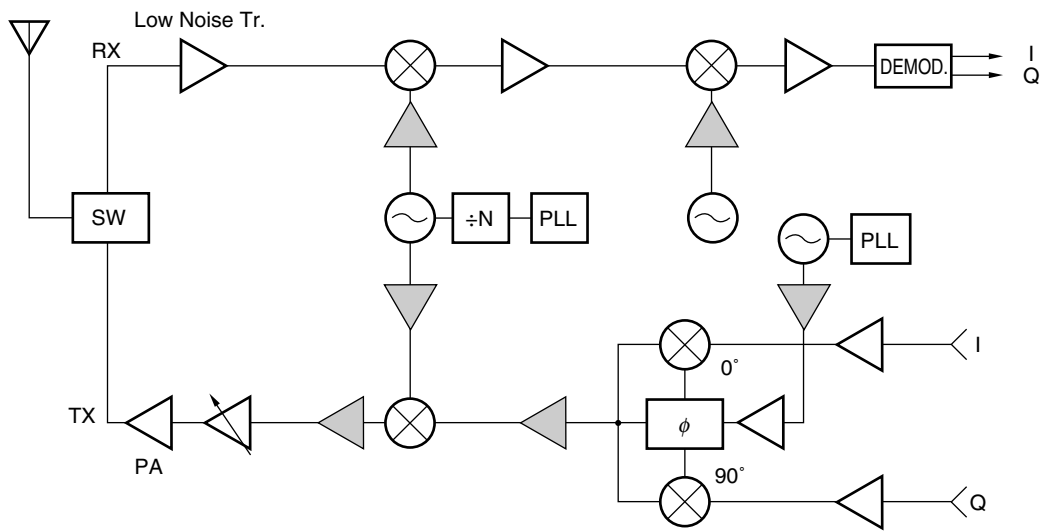 Low Noise Tr.
RX
DEMOD.
I
Q
SW
÷N
PLL
PLL
I
0°
TX
φ
PA
90°
Q